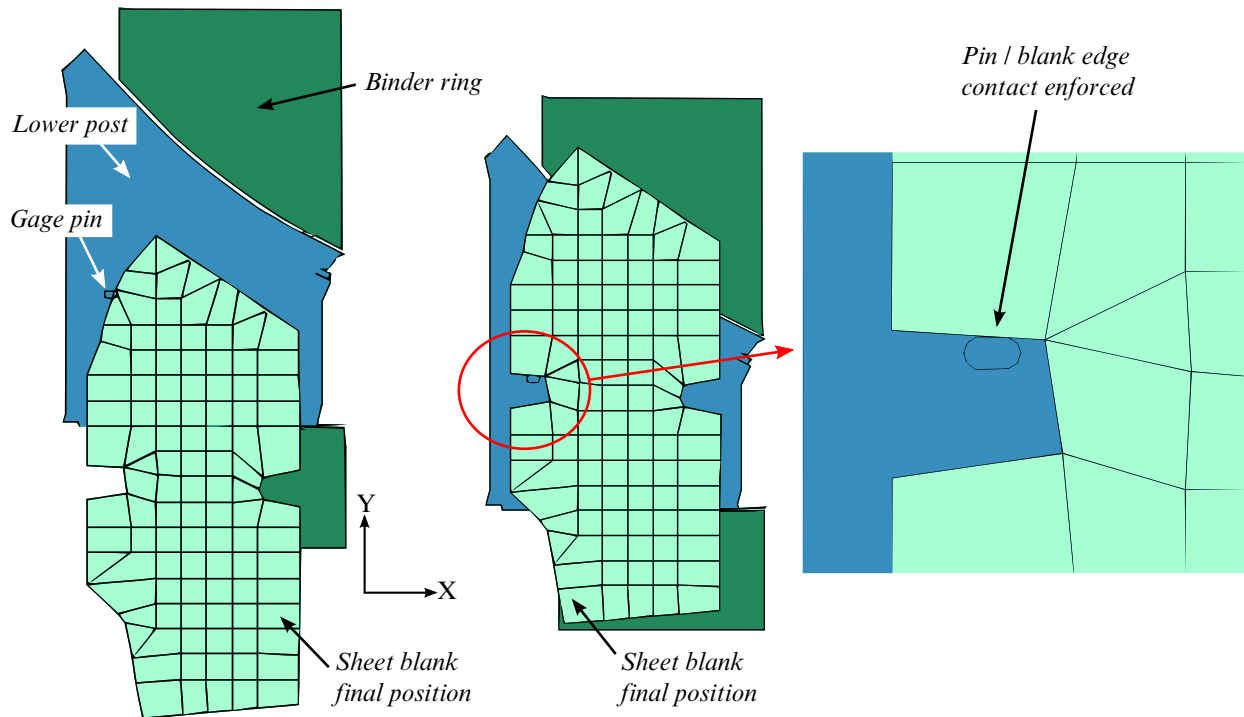 Binder ring
Lower post
Gage pin
Y
X
Sheet blank
final position
Sheet blank
final position
Pin / blank edge
contact enforced